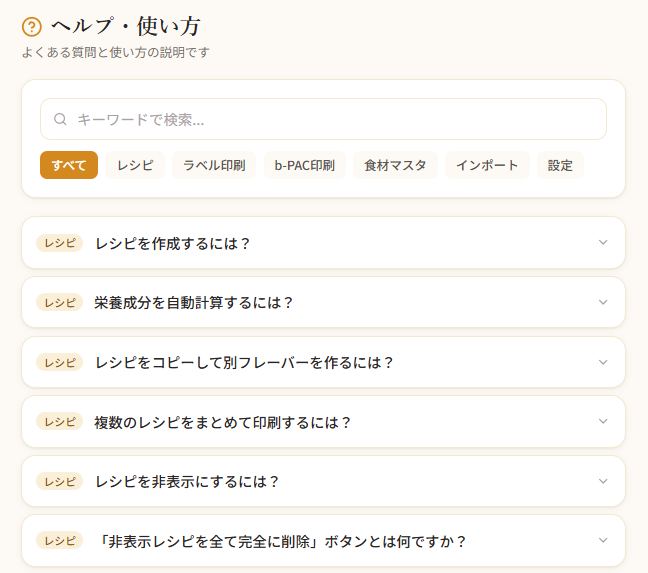 ヘルプ・使い方
よくある質問と使い方の説明です
キーワードで検索...
すべて レシピ ラベル印刷 b-PAC印刷 食材マスタ インポート 設定
レシピ レシピを作成するには？
レシピ 栄養成分を自動計算するには？
レシピ レシピをコピーして別フレーバーを作るには？
レシピ 複数のレシピをまとめて印刷するには？
レシピ レシピを非表示にするには？
レシピ 「非表示レシピを全て完全に削除」ボタンとは何ですか？